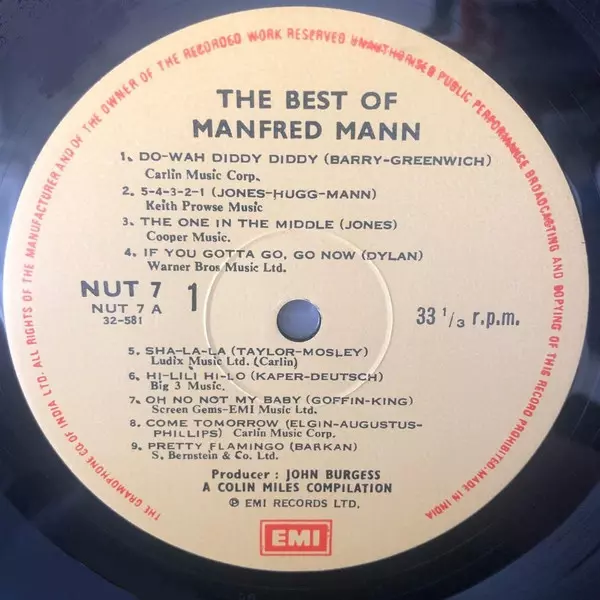 ALL RIGHTS OF THE MANUFACTURER AND OF THE OWNER OF THE RECORDED WORK RESERVED UNAUTHORISED PUBLIC PERFORMANCE BROADCASTING AND COPYING OF THIS RECORD PROHIBITED. MADE IN INDIA
THE GRAMOPHONE CO OF INDIA LTD.
THE BEST OF
MANFRED MANN
1. DO-WAH DIDDY DIDDY (BARRY-GREENWICH)
Carlin Music Corp.
2. 5-4-3-2-1 (JONES-HUGG-MANN)
Keith Prowse Music
3. THE ONE IN THE MIDDLE (JONES)
Cooper Music.
4. IF YOU GOTTA GO, GO NOW (DYLAN)
Warner Bros Music Ltd.
NUT 7
NUT 7 A
32-581
1
33 1/3 r.p.m.
5. SHA-LA-LA (TAYLOR-MOSLEY)
Ludix Music Ltd. (Carlin)
6. HI-LILI HI-LO (KAPER-DEUTSCH)
Big 3 Music.
7. OH NO NOT MY BABY (GOFFIN-KING)
Screen Gems-EMI Music Ltd.
8. COME TOMORROW (ELGIN-AUGUSTUS-
PHILLIPS) Carlin Music Corp.
9. PRETTY FLAMINGO (BARKAN)
S. Bernstein & Co. Ltd.
Producer : JOHN BURGESS
A COLIN MILES COMPILATION
℗ EMI RECORDS LTD.
EMI